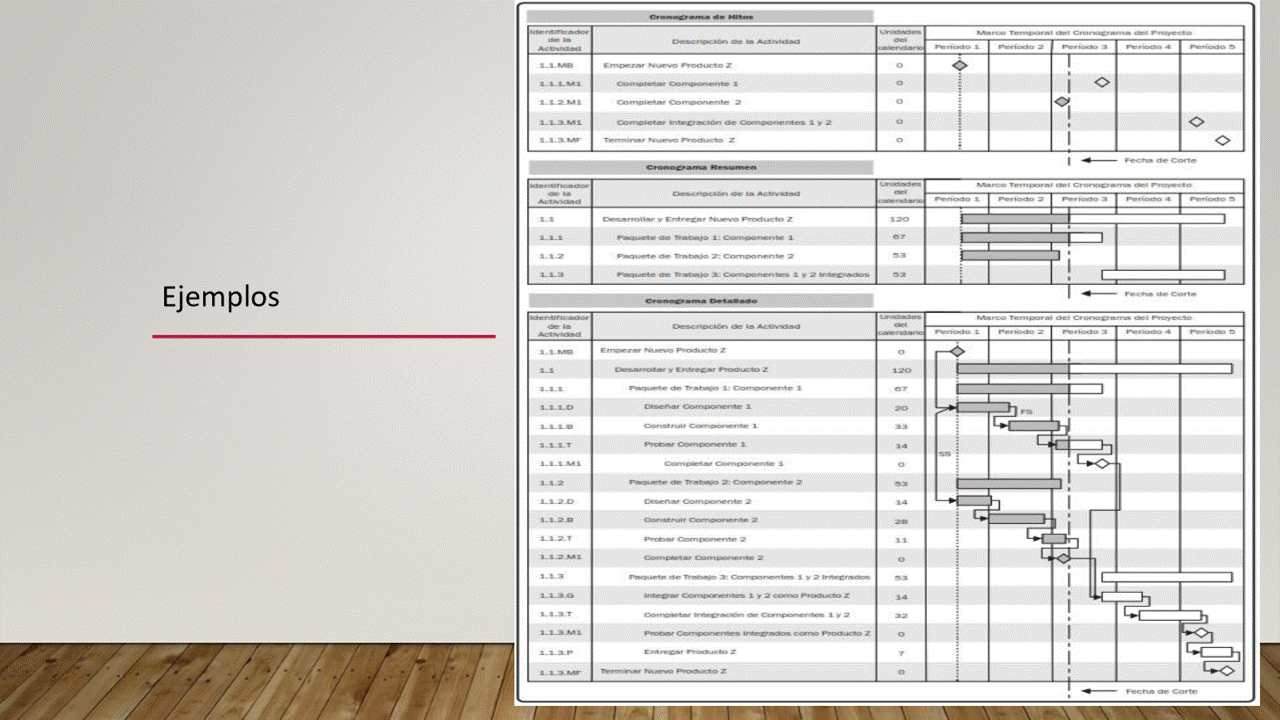 Ejemplos
Cronograma de Hitos
Identificador de la Actividad Descripción de la Actividad Unidades del calendario Marco Temporal del Cronograma del Proyecto
Período 1 Período 2 Período 3 Período 4 Período 5
1.1.MB Empezar Nuevo Producto Z 0
1.1.1.M1 Completar Componente 1 0
1.1.2.M1 Completar Componente 2 0
1.1.3.M1 Completar Integración de Componentes 1 y 2 0
1.1.3.MF Terminar Nuevo Producto Z 0
Fecha de Corte
Cronograma Resumen
Identificador de la Actividad Descripción de la Actividad Unidades del calendario Marco Temporal del Cronograma del Proyecto
Período 1 Período 2 Período 3 Período 4 Período 5
1.1 Desarrollar y Entregar Nuevo Producto Z 120
1.1.1 Paquete de Trabajo 1: Componente 1 67
1.1.2 Paquete de Trabajo 2: Componente 2 53
1.1.3 Paquete de Trabajo 3: Componentes 1 y 2 Integrados 53
Fecha de Corte
Cronograma Detallado
Identificador de la Actividad Descripción de la Actividad Unidades del calendario Marco Temporal del Cronograma del Proyecto
Período 1 Período 2 Período 3 Período 4 Período 5
1.1.MB Empezar Nuevo Producto Z 0
1.1 Desarrollar y Entregar Producto Z 120
1.1.1 Paquete de Trabajo 1: Componente 1 67
1.1.1.D Diseñar Componente 1 20 FS
1.1.1.B Construir Componente 1 33
1.1.1.T Probar Componente 1 14 SS
1.1.1.M1 Completar Componente 1 0
1.1.2 Paquete de Trabajo 2: Componente 2 53
1.1.2.D Diseñar Componente 2 14
1.1.2.B Construir Componente 2 28
1.1.2.T Probar Componente 2 11
1.1.2.M1 Completar Componente 2 0
1.1.3 Paquete de Trabajo 3: Componentes 1 y 2 Integrados 53
1.1.3.G Integrar Componentes 1 y 2 como Producto Z 14
1.1.3.T Completar Integración de Componentes 1 y 2 32
1.1.3.M1 Probar Componentes Integrados como Producto Z 0
1.1.3.P Entregar Producto Z 7
1.1.3.MF Terminar Nuevo Producto Z 0
Fecha de Corte